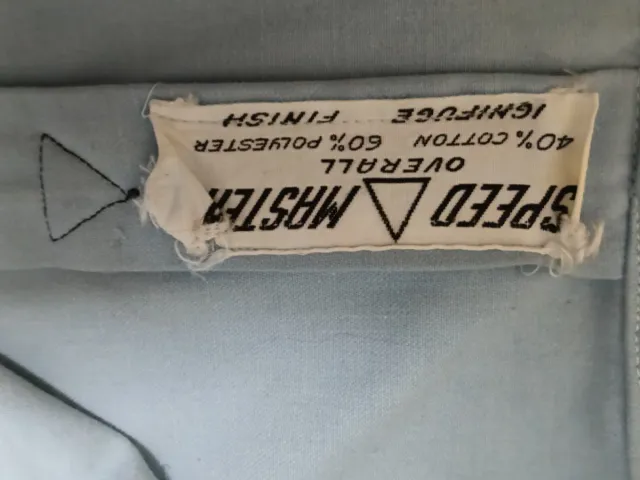 SPEED MASTER
OVERALL
40% COTTON 60% POLYESTER
IGNIFUGE FINISH